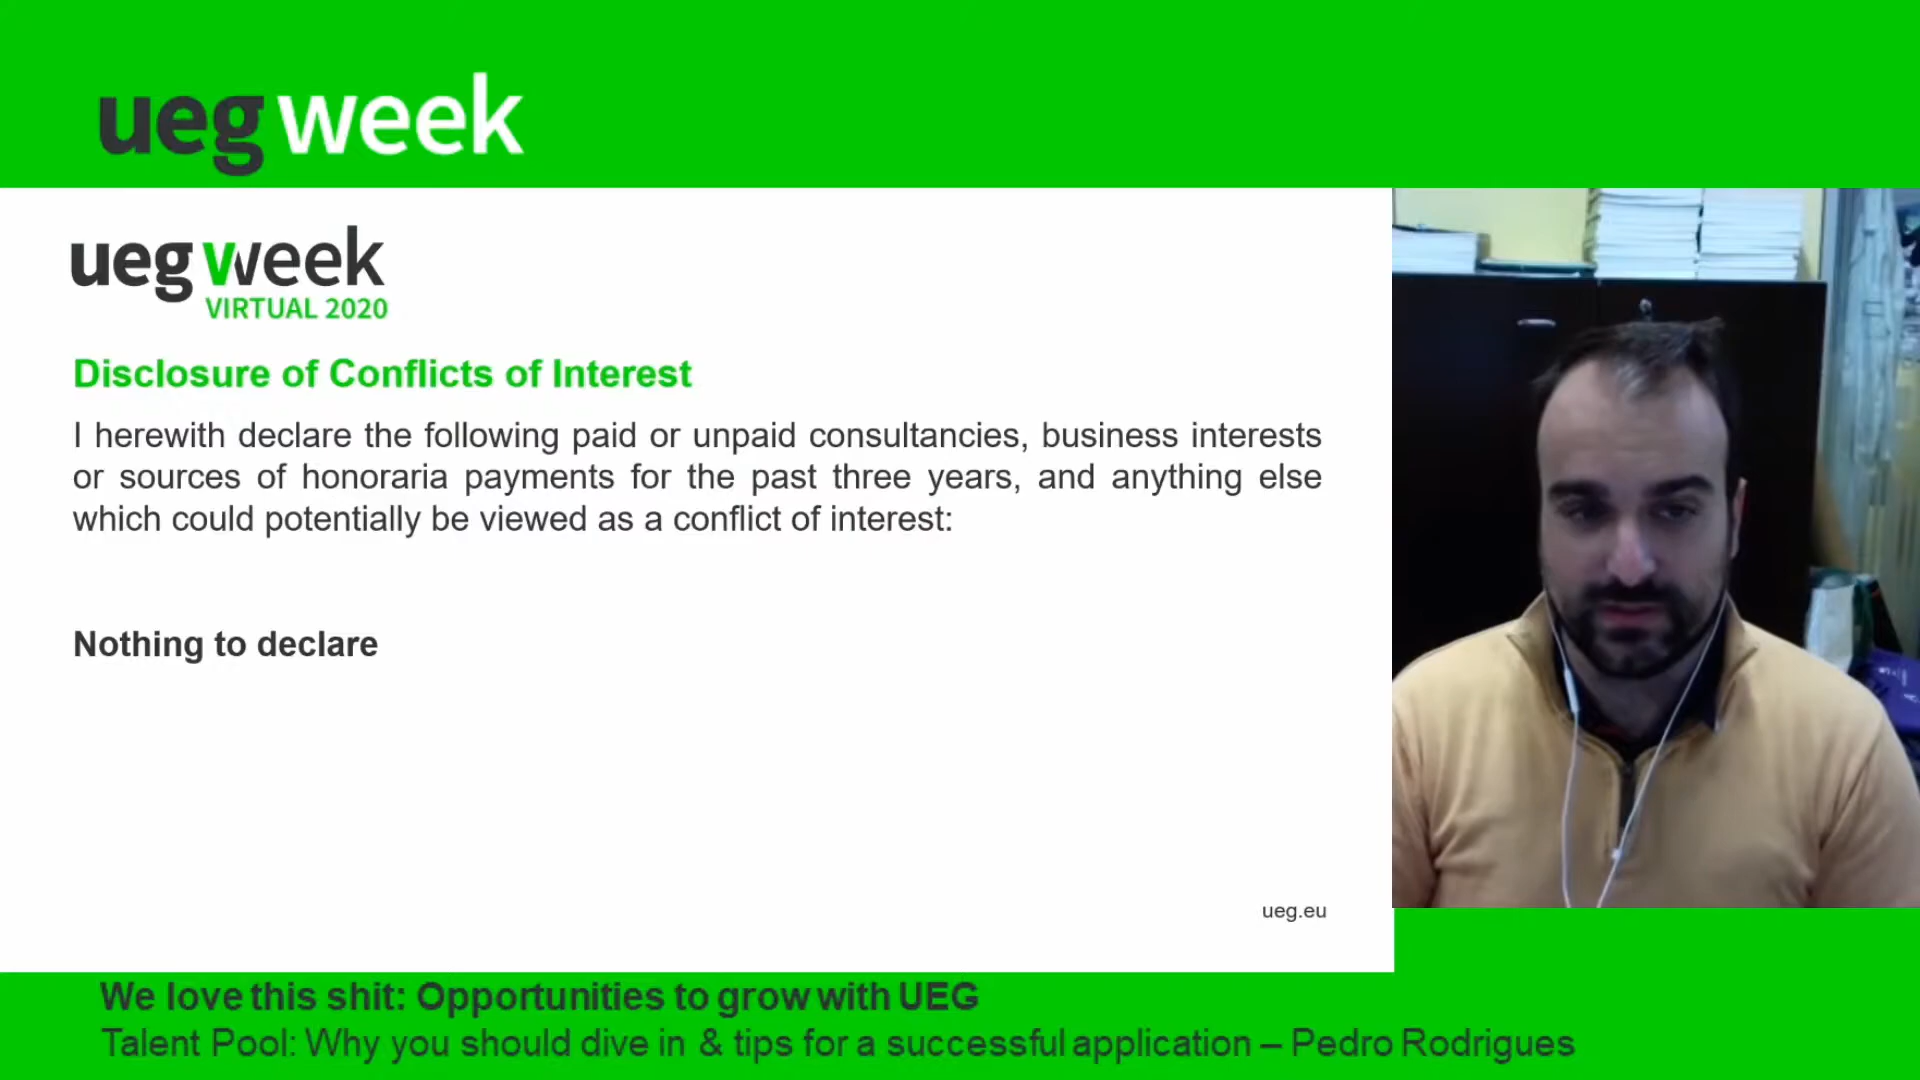 ueg week
ueg week
VIRTUAL 2020
Disclosure of Conflicts of Interest
I herewith declare the following paid or unpaid consultancies, business interests
or sources of honoraria payments for the past three years, and anything else
which could potentially be viewed as a conflict of interest:
Nothing to declare
ueg.eu
We love this shit: Opportunities to grow with UEG
Talent Pool: Why you should dive in & tips for a successful application – Pedro Rodrigues